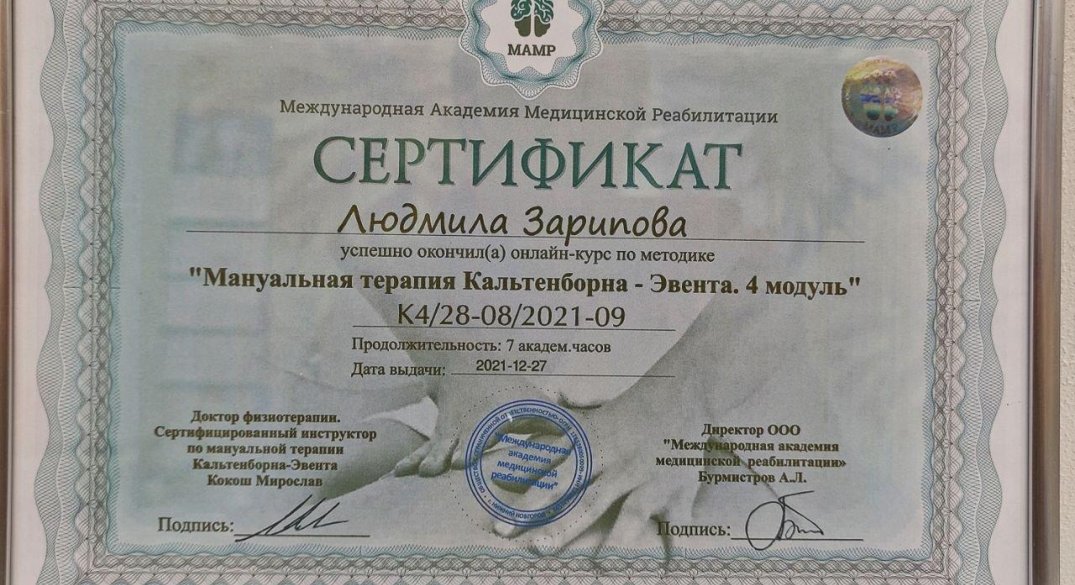 МАМР
Международная Академия Медицинской Реабилитации
МАМР
СЕРТИФИКАТ
Людмила Зарипова
успешно окончил(а) онлайн-курс по методике
"Мануальная терапия Кальтенборна - Эвента. 4 модуль"
К4/28-08/2021-09
Продолжительность: 7 академ.часов
Дата выдачи: 2021-12-27
Доктор физиотерапии.
Сертифицированный инструктор
по мануальной терапии
Кальтенборна-Эвента
Кокош Мирослав
Подпись:
"Международная
академия
медицинской
реабилитации"
Директор ООО
"Международная академия
медицинской реабилитации»
Бурмистров А.Л.
Подпись: